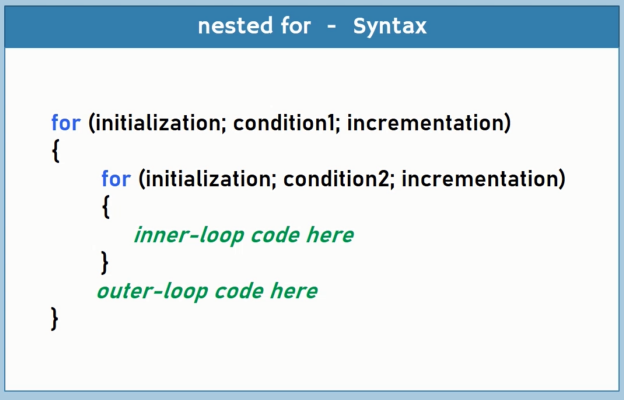 nested for - Syntax
for (initialization; condition1; incrementation)
{
for (initialization; condition2; incrementation)
{
inner-loop code here
}
outer-loop code here
}